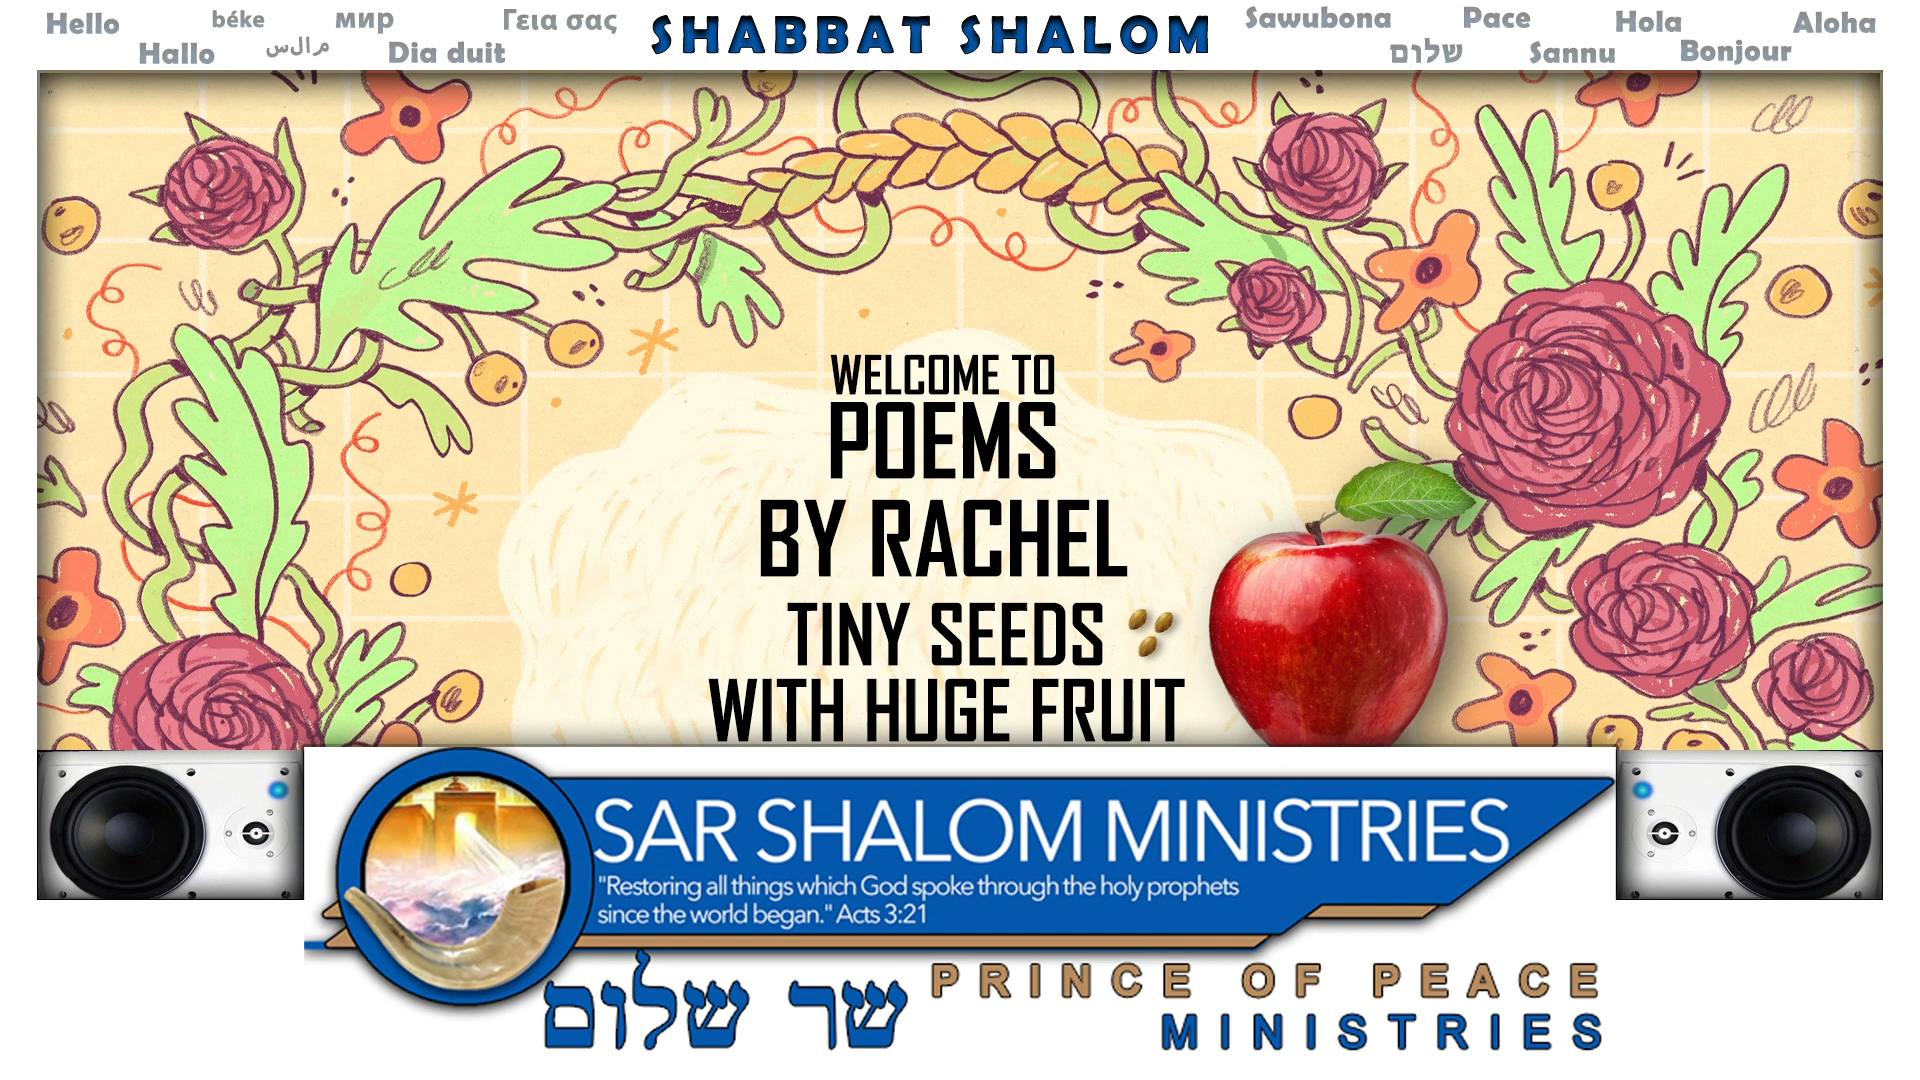 Hello béke мир Γεια σας SHABBAT SHALOM Sawubona Pace Hola Aloha
Hallo م ا ل س Dia duit שלום Sannu Bonjour
WELCOME TO
POEMS
BY RACHEL
TINY SEEDS
WITH HUGE FRUIT
SAR SHALOM MINISTRIES
"Restoring all things which God spoke through the holy prophets
since the world began." Acts 3:21
שר שלום PRINCE OF PEACE
MINISTRIES